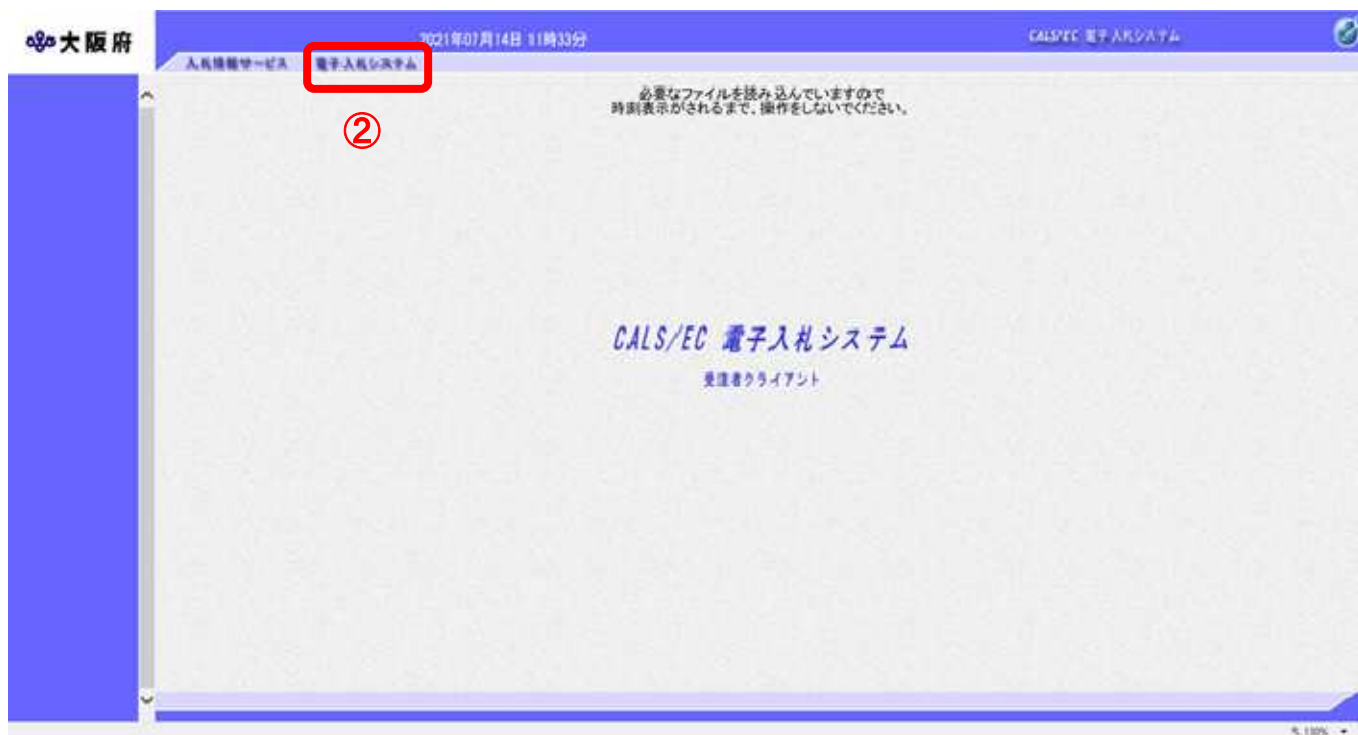 大阪府
2021年07月14日 11時33分
CALS/EC 電子入札システム
入札情報サービス 電子入札システム
必要なファイルを読み込んでいますので
時刻表示がされるまで、操作をしないでください。
②
CALS/EC 電子入札システム
受注者クライアント
100%